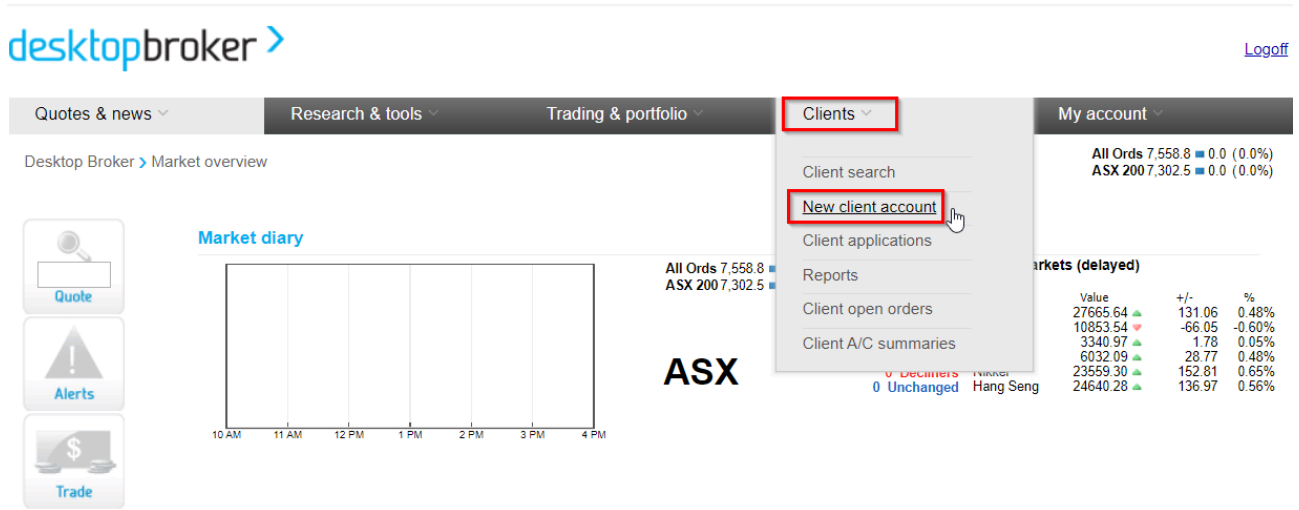 desktopbroker
Logoff
Quotes & news
Research & tools
Trading & portfolio
Clients
My account
Desktop Broker > Market overview
All Ords 7,558.8 0.0 (0.0%)
ASX 200 7,302.5 0.0 (0.0%)
Client search
New client account
Client applications
Reports
Client open orders
Client A/C summaries
Quote
Alerts
$
Trade
Market diary
10 AM 11 AM 12 PM 1 PM 2 PM 3 PM 4 PM
All Ords 7,558.8
ASX 200 7,302.5
ASX
0 Decliners
0 Unchanged
(delayed)
Value +/- %
27665.64 131.06 0.48%
10853.54 -66.05 -0.60%
3340.97 1.78 0.05%
6032.09 28.77 0.48%
Nikkei 23559.30 152.81 0.65%
Hang Seng 24640.28 136.97 0.56%